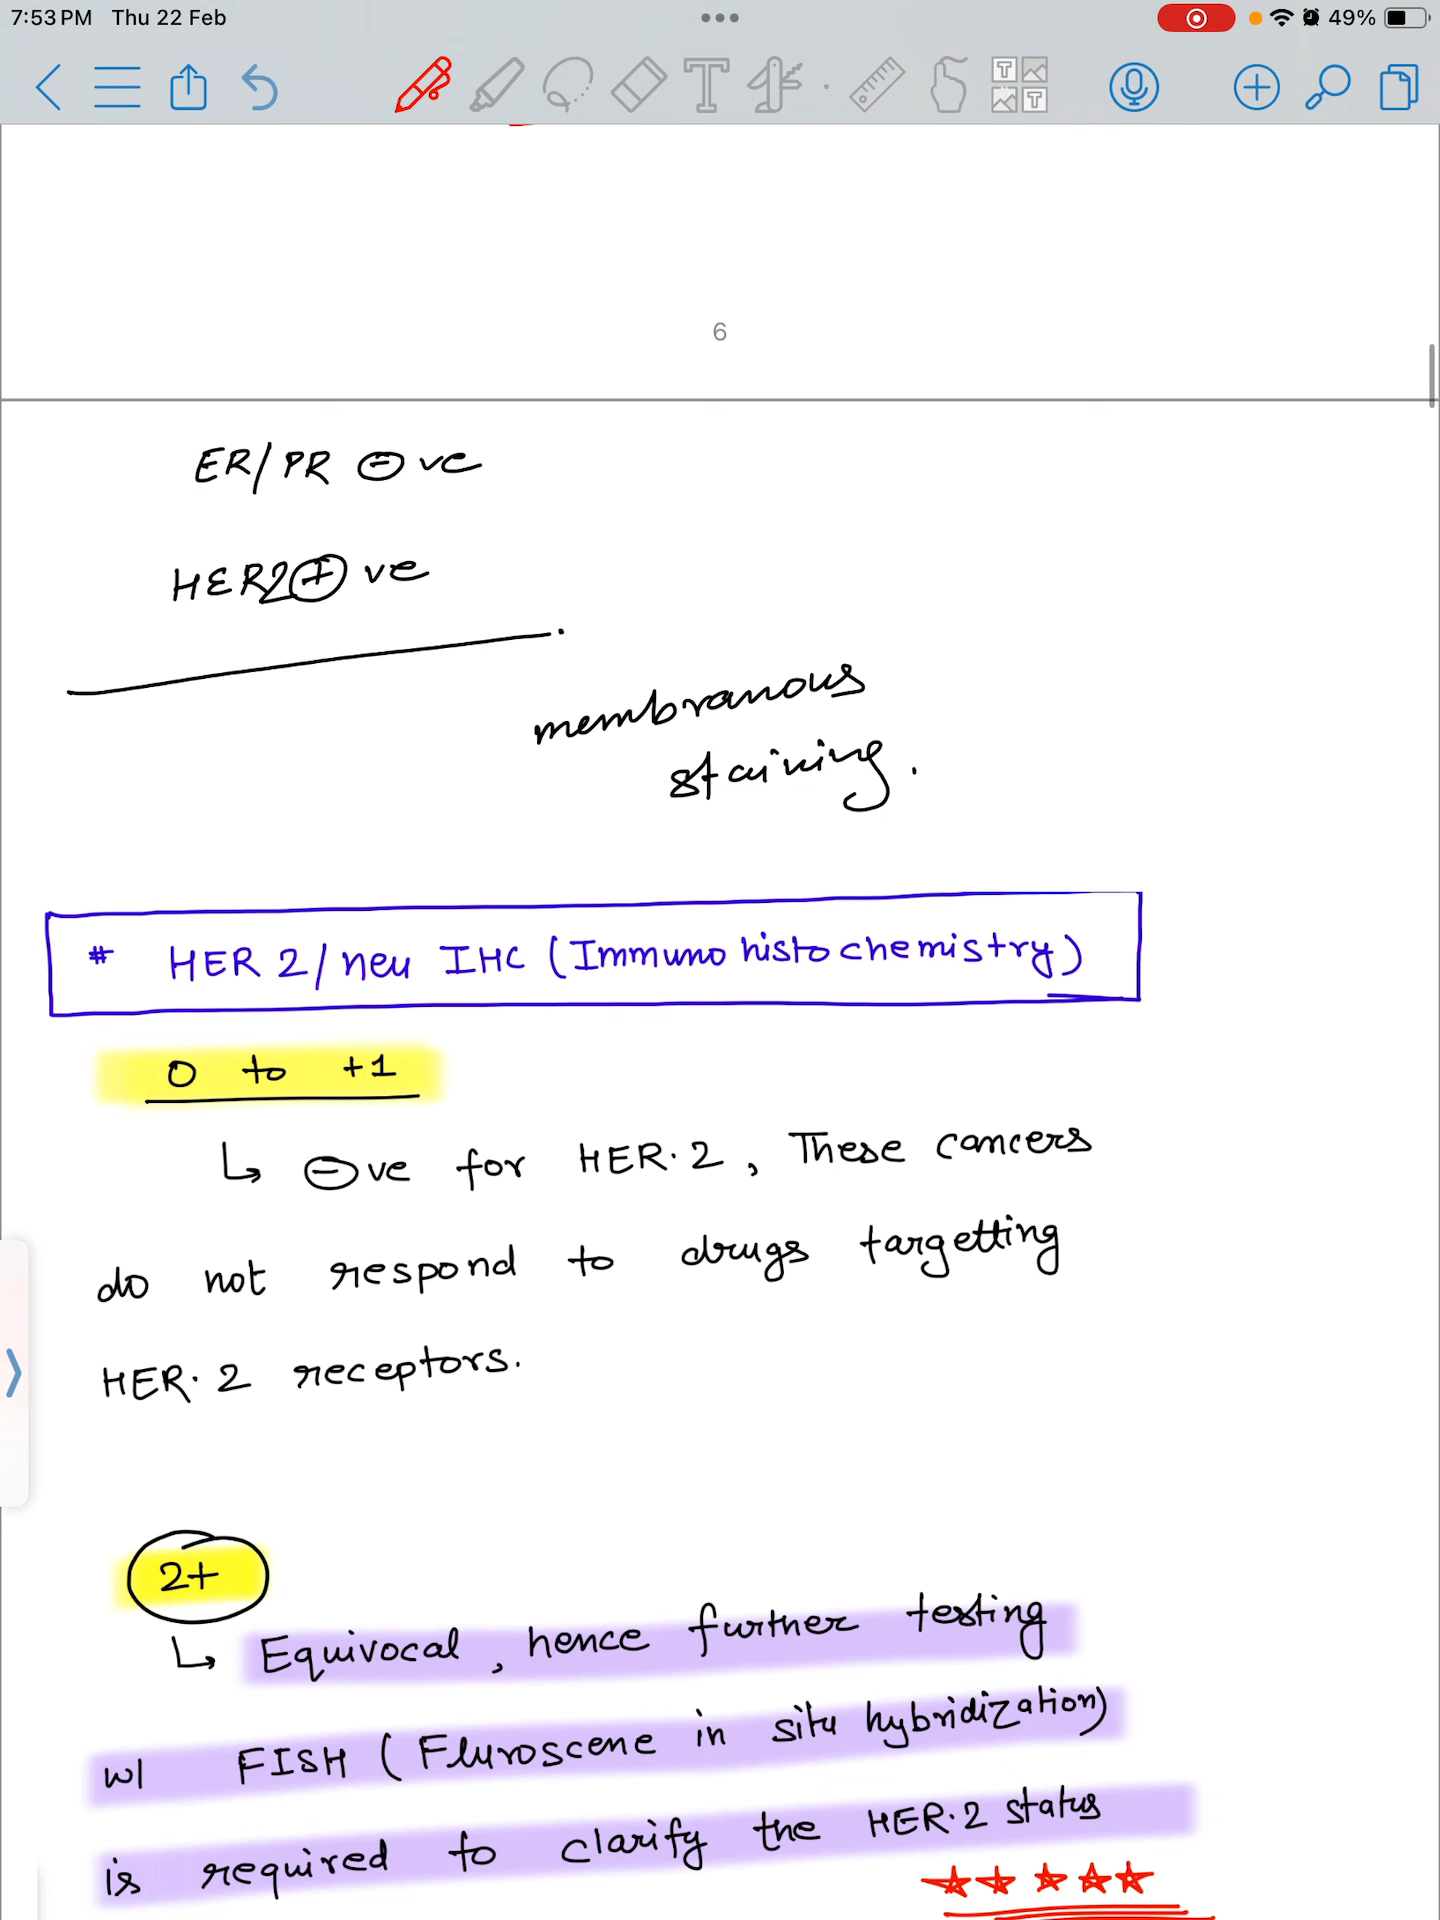 7:53 PM Thu 22 Feb
49%
6
ER/PR ⊖ve
HER2⊕ve
membranous
staining.
# HER 2/neu IHC (Immunohistochemistry)
0 to +1
↳ ⊖ve for HER·2, These cancers
do not respond to drugs targetting
HER·2 receptors.
2+
↳ Equivocal, hence further testing
w/ FISH (Fluroscene in situ hybridization)
is required to clarify the HER·2 status